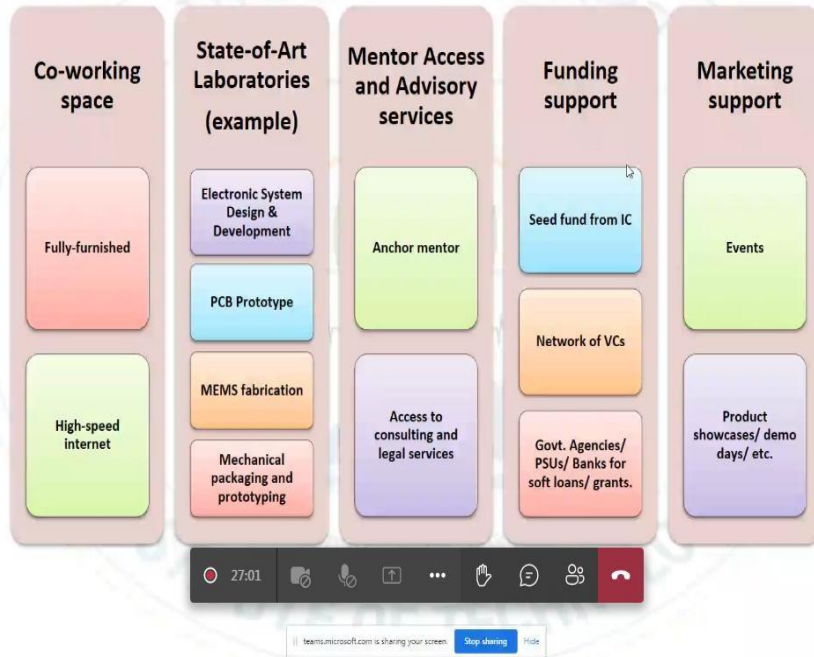 Co-working
space
Fully-furnished
High-speed
internet
State-of-Art
Laboratories
(example)
Electronic System
Design &
Development
PCB Prototype
MEMS fabrication
Mechanical
packaging and
prototyping
Mentor Access
and Advisory
services
Anchor mentor
Access to
consulting and
legal services
Funding
support
Seed fund from IC
Network of VCs
Govt. Agencies/
PSUs/ Banks for
soft loans/ grants.
Marketing
support
Events
Product
showcases/ demo
days/ etc.
27:01
teams.microsoft.com is sharing your screen.
Stop sharing
Hide